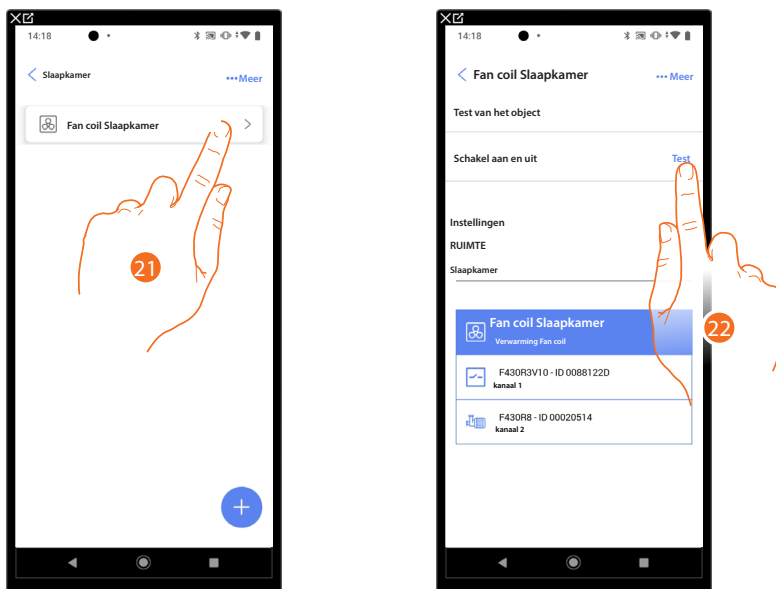 14:18
Slaapkamer
•••Meer
Fan coil Slaapkamer
21
14:18
Fan coil Slaapkamer
••• Meer
Test van het object
Schakel aan en uit
Test
Instellingen
RUIMTE
Slaapkamer
22
Fan coil Slaapkamer
Verwarming Fan coil
F430R3V10 - ID 0088122D
kanaal 1
F430R8 - ID 00020514
kanaal 2